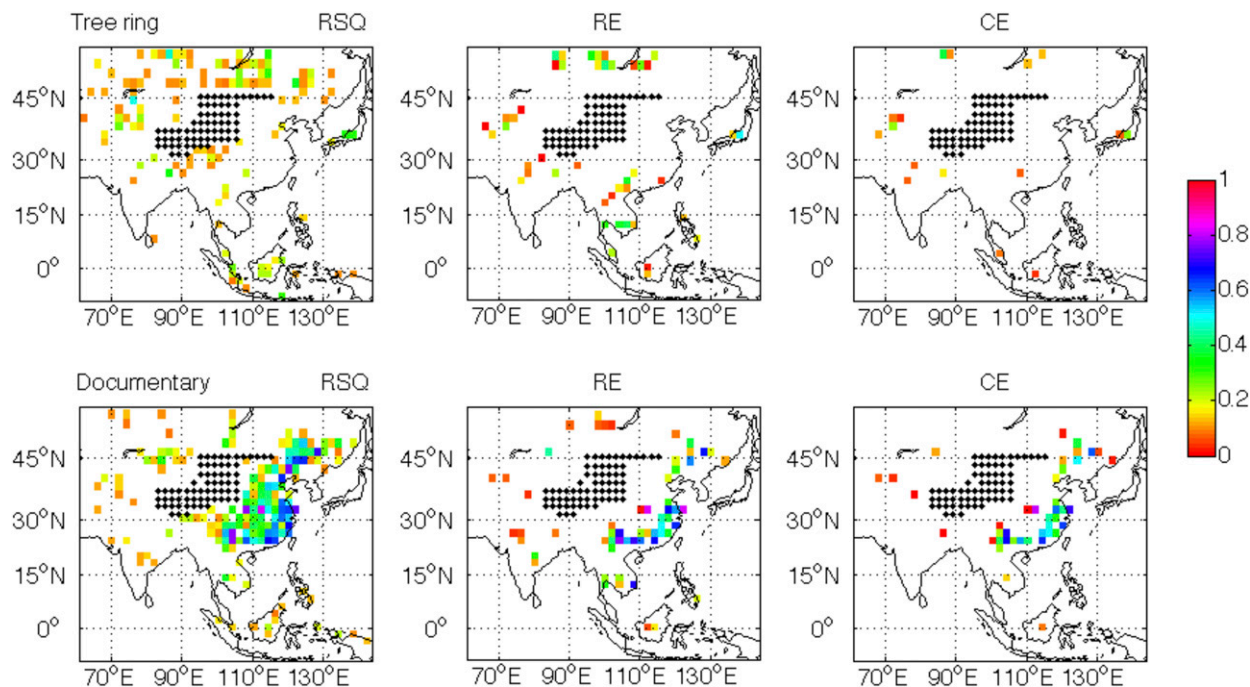 Tree ring RSQ RE CE
45°N 45°N 45°N
30°N 30°N 30°N
15°N 15°N 15°N
0° 0° 0°
70°E 90°E 110°E 130°E 70°E 90°E 110°E 130°E 70°E 90°E 110°E 130°E
Documentary RSQ RE CE
45°N 45°N 45°N
30°N 30°N 30°N
15°N 15°N 15°N
0° 0° 0°
70°E 90°E 110°E 130°E 70°E 90°E 110°E 130°E 70°E 90°E 110°E 130°E
1
0.8
0.6
0.4
0.2
0